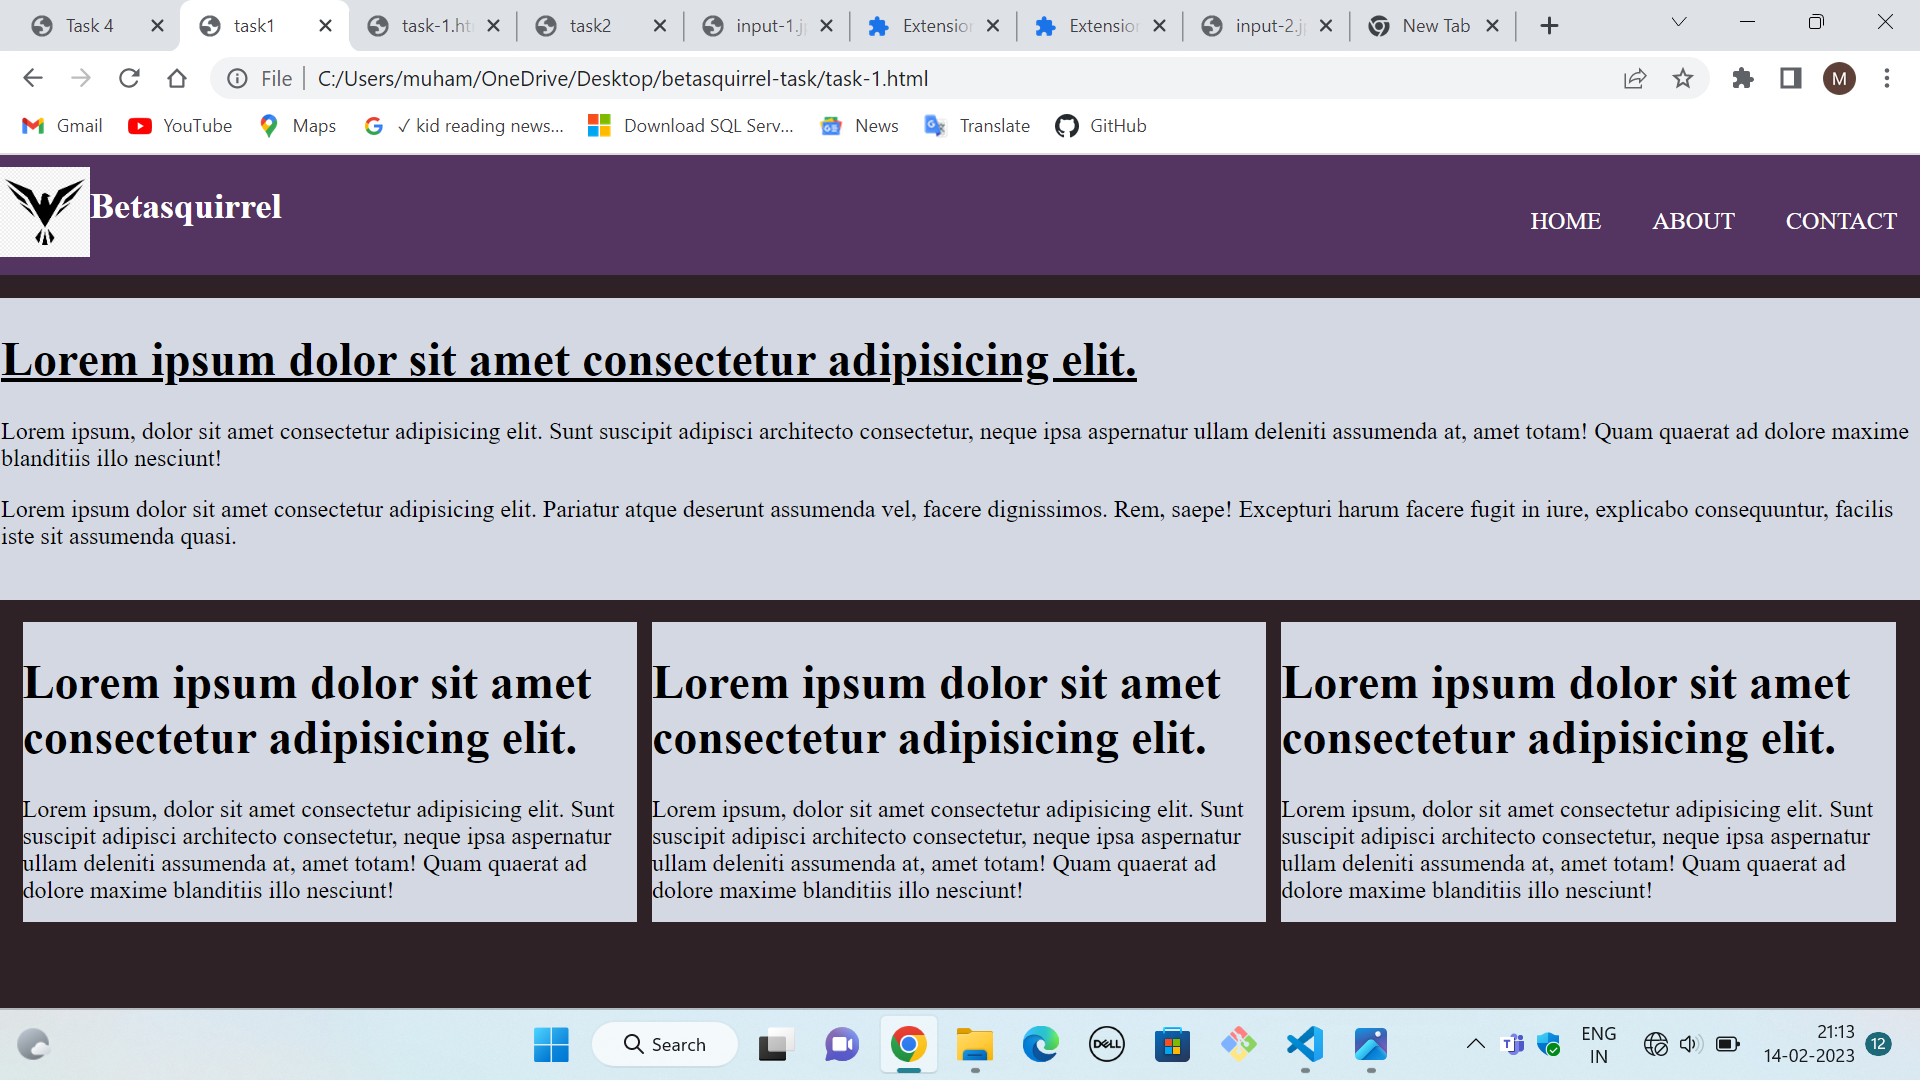 Task 4
task1
task-1.ht
task2
input-1.j
Extension
Extension
input-2.j
New Tab
File
C:/Users/muham/OneDrive/Desktop/betasquirrel-task/task-1.html
M
Gmail
YouTube
Maps
✓ kid reading news...
Download SQL Serv...
News
Translate
GitHub
Betasquirrel
HOME
ABOUT
CONTACT
Lorem ipsum dolor sit amet consectetur adipisicing elit.
Lorem ipsum, dolor sit amet consectetur adipisicing elit. Sunt suscipit adipisci architecto consectetur, neque ipsa aspernatur ullam deleniti assumenda at, amet totam! Quam quaerat ad dolore maxime
blanditiis illo nesciunt!
Lorem ipsum dolor sit amet consectetur adipisicing elit. Pariatur atque deserunt assumenda vel, facere dignissimos. Rem, saepe! Excepturi harum facere fugit in iure, explicabo consequuntur, facilis
iste sit assumenda quasi.
Lorem ipsum dolor sit amet
consectetur adipisicing elit.
Lorem ipsum, dolor sit amet consectetur adipisicing elit. Sunt
suscipit adipisci architecto consectetur, neque ipsa aspernatur
ullam deleniti assumenda at, amet totam! Quam quaerat ad
dolore maxime blanditiis illo nesciunt!
Lorem ipsum dolor sit amet
consectetur adipisicing elit.
Lorem ipsum, dolor sit amet consectetur adipisicing elit. Sunt
suscipit adipisci architecto consectetur, neque ipsa aspernatur
ullam deleniti assumenda at, amet totam! Quam quaerat ad
dolore maxime blanditiis illo nesciunt!
Lorem ipsum dolor sit amet
consectetur adipisicing elit.
Lorem ipsum, dolor sit amet consectetur adipisicing elit. Sunt
suscipit adipisci architecto consectetur, neque ipsa aspernatur
ullam deleniti assumenda at, amet totam! Quam quaerat ad
dolore maxime blanditiis illo nesciunt!
Search
DELL
ENG
IN
21:13
14-02-2023
12